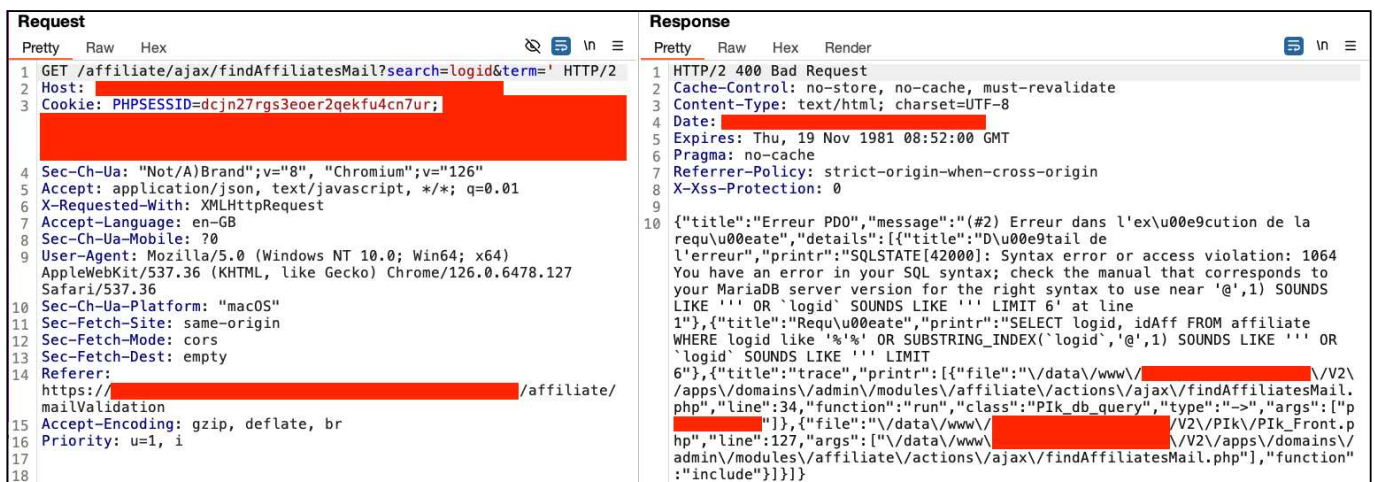 Request
Pretty Raw Hex \n
1 GET /affiliate/ajax/findAffiliatesMail?search=logid&term=' HTTP/2
2 Host:
3 Cookie: PHPSESSID=dcjn27rgs3eoer2qekfu4cn7ur;
4 Sec-Ch-Ua: "Not/A)Brand";v="8", "Chromium";v="126"
5 Accept: application/json, text/javascript, */*; q=0.01
6 X-Requested-With: XMLHttpRequest
7 Accept-Language: en-GB
8 Sec-Ch-Ua-Mobile: ?0
9 User-Agent: Mozilla/5.0 (Windows NT 10.0; Win64; x64)
AppleWebKit/537.36 (KHTML, like Gecko) Chrome/126.0.6478.127
Safari/537.36
10 Sec-Ch-Ua-Platform: "macOS"
11 Sec-Fetch-Site: same-origin
12 Sec-Fetch-Mode: cors
13 Sec-Fetch-Dest: empty
14 Referer:
https:// /affiliate/
mailValidation
15 Accept-Encoding: gzip, deflate, br
16 Priority: u=1, i
17
18
Response
Pretty Raw Hex Render \n
1 HTTP/2 400 Bad Request
2 Cache-Control: no-store, no-cache, must-revalidate
3 Content-Type: text/html; charset=UTF-8
4 Date:
5 Expires: Thu, 19 Nov 1981 08:52:00 GMT
6 Pragma: no-cache
7 Referrer-Policy: strict-origin-when-cross-origin
8 X-Xss-Protection: 0
9
10 {"title":"Erreur PDO","message":"(#2) Erreur dans l'ex\u00e9cution de la
requ\u00eate","details":[{"title":"D\u00e9tail de
l'erreur","printr":"SQLSTATE[42000]: Syntax error or access violation: 1064
You have an error in your SQL syntax; check the manual that corresponds to
your MariaDB server version for the right syntax to use near '@',1) SOUNDS
LIKE ''' OR `logid` SOUNDS LIKE ''' LIMIT 6' at line
1"},{"title":"Requ\u00eate","printr":"SELECT logid, idAff FROM affiliate
WHERE logid like '%'%' OR SUBSTRING_INDEX(`logid`,'@',1) SOUNDS LIKE ''' OR
`logid` SOUNDS LIKE ''' LIMIT
6"},{"title":"trace","printr":[{"file":"\/data\/www\/ \/V2\
/apps\/domains\/admin\/modules\/affiliate\/actions\/ajax\/findAffiliatesMail.
php","line":34,"function":"run","class":"PIk_db_query","type":"->","args":["p
"]},{"file":"\/data\/www\/ /V2\/PIk\/PIk_Front.p
hp","line":127,"args":["\/data\/www\ \/V2\/apps\/domains\/
admin\/modules\/affiliate\/actions\/ajax\/findAffiliatesMail.php"],"function"
:"include"}]}]}